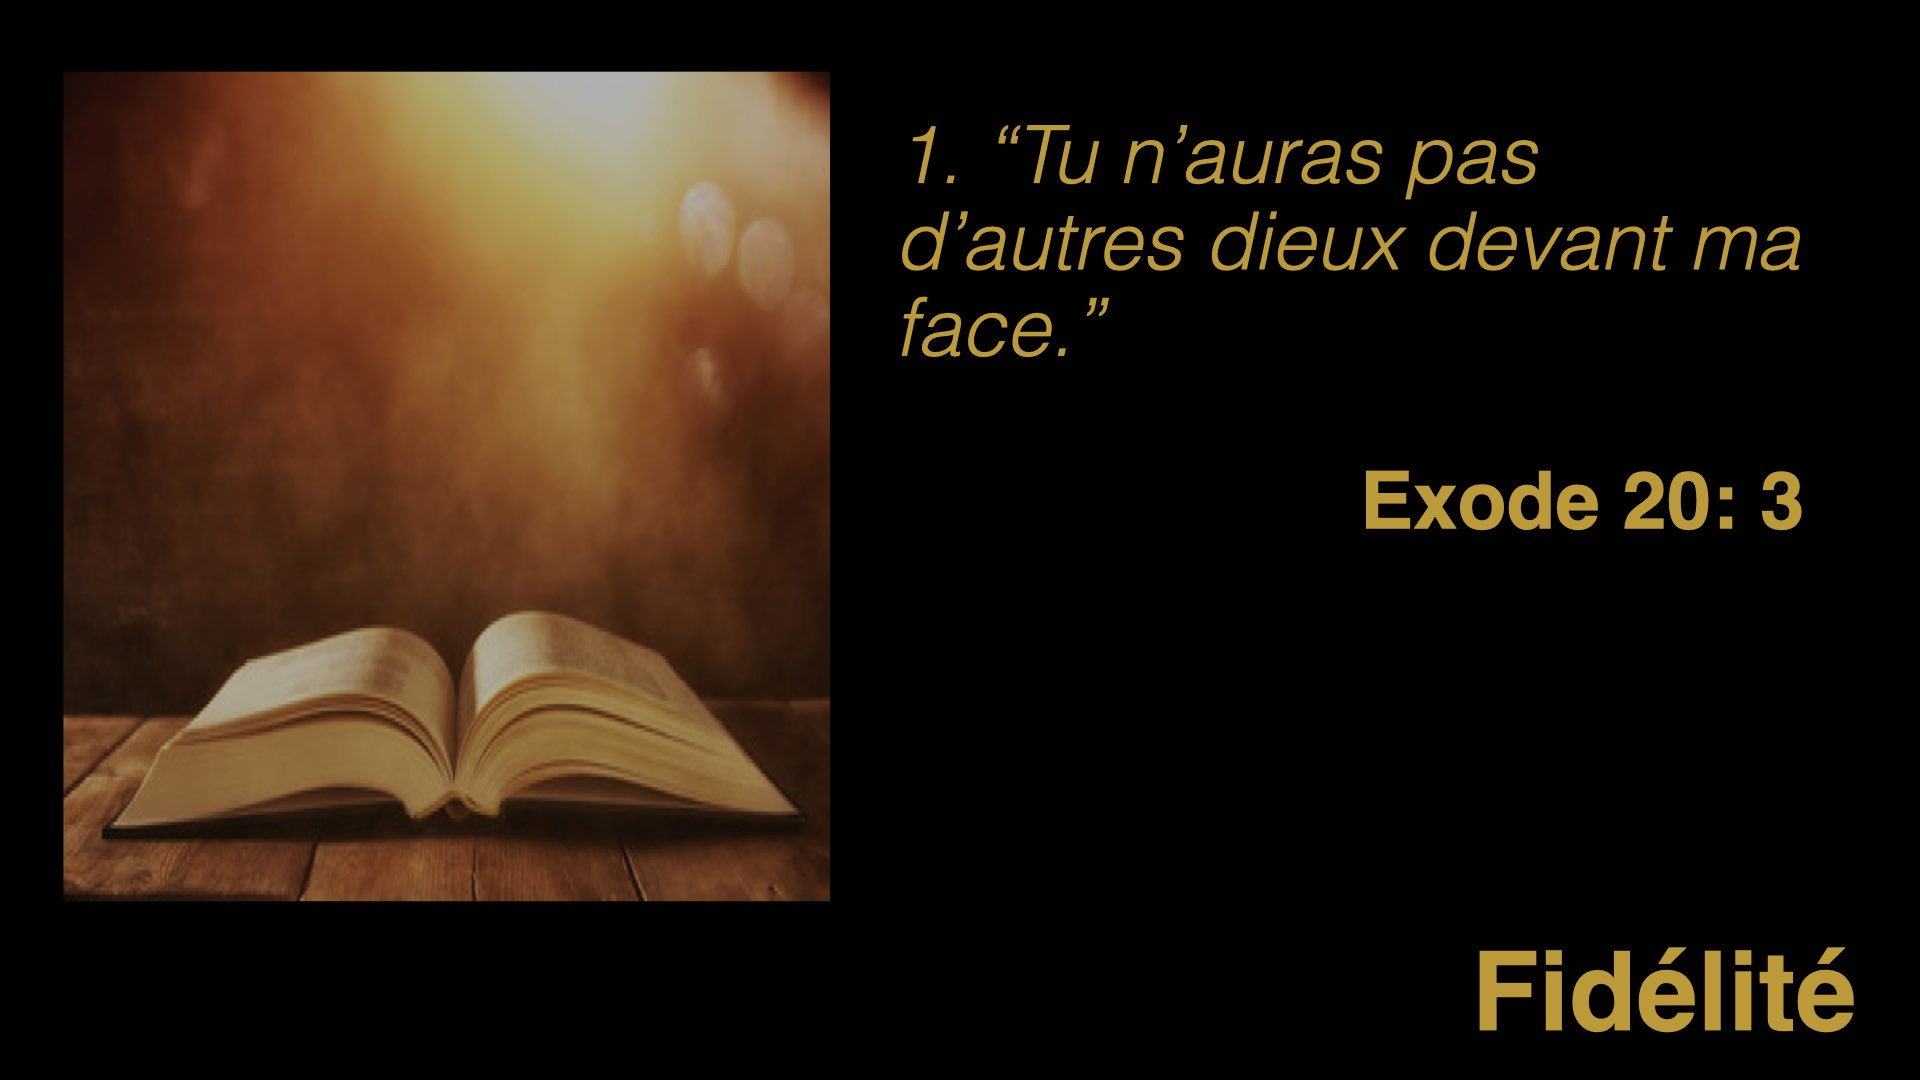 1. “Tu n’auras pas
d’autres dieux devant ma
face.”
Exode 20: 3
Fidélité